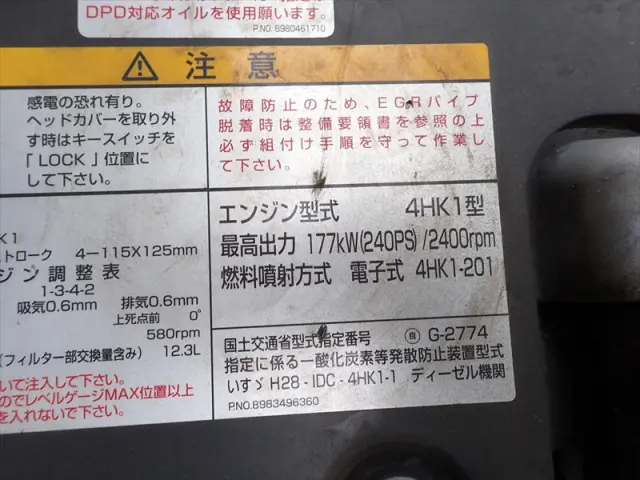 DPD対応オイルを使用願います。
P.NO. 8980461710
注 意
感電の恐れ有り。
ヘッドカバーを取り外
す時はキースイッチを
「LOCK」位置に
して下さい。
故障防止のため、EGRパイプ
脱着時は整備要領書を参照の上
必ず組付け手順を守って作業し
て下さい。
K1
トローク 4-115X125mm
ジン調整表
1-3-4-2
吸気0.6mm 排気0.6mm
上死点前 0°
580rpm
(フィルター部交換量含み) 12.3L
いて注入して下さい。
のでレベルゲージMAX位置以上
を入れないで下さい。
エンジン型式 4HK1型
最高出力 177kW(240PS)/2400rpm
燃料噴射方式 電子式 4HK1-201
国土交通省型式指定番号 自 G-2774
指定に係る一酸化炭素等発散防止装置型式
いすゞ H28-IDC-4HK1-1 ディーゼル機関
P.NO.8983496360